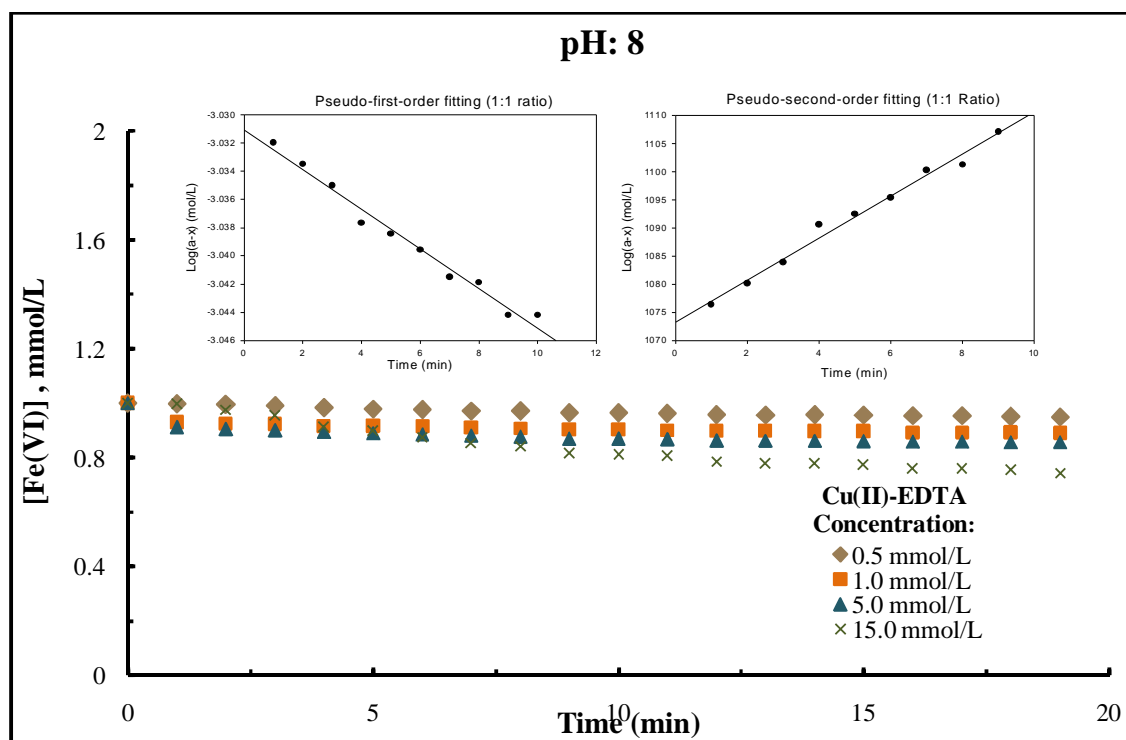 pH: 8
Pseudo-first-order fitting (1:1 ratio)
-3.030
-3.032
-3.034
-3.036
-3.038
-3.040
-3.042
-3.044
-3.046
Log(a-x) (mol/L)
0 2 4 6 8 10 12
Time (min)
Pseudo-second-order fitting (1:1 Ratio)
1110
1105
1100
1095
1090
1085
1080
1075
1070
Log(a-x) (mol/L)
0 2 4 6 8 10
Time (min)
2
1.6
1.2
0.8
0.4
0
[Fe(VI)] , mmol/L
Cu(II)-EDTA
Concentration:
0.5 mmol/L
1.0 mmol/L
5.0 mmol/L
15.0 mmol/L
0 5 10 15 20
Time (min)